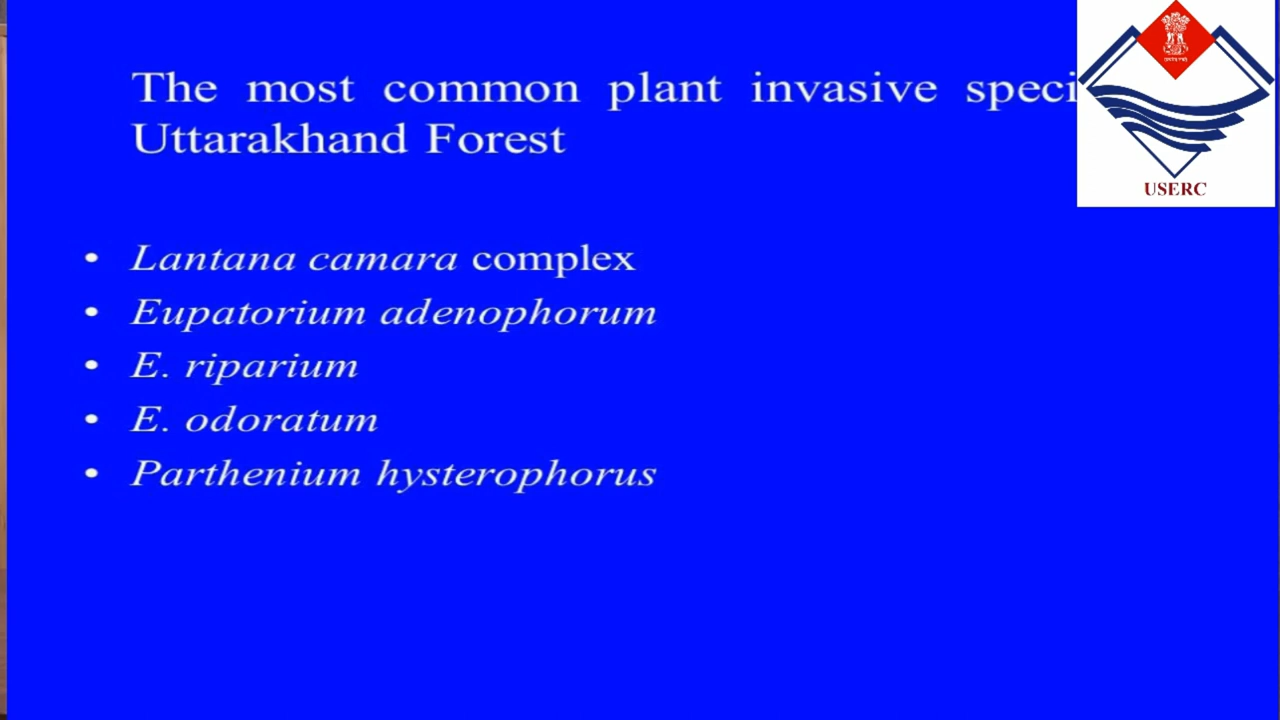 The most common plant invasive speci
Uttarakhand Forest
USERC
• Lantana camara complex
• Eupatorium adenophorum
• E. riparium
• E. odoratum
• Parthenium hysterophorus